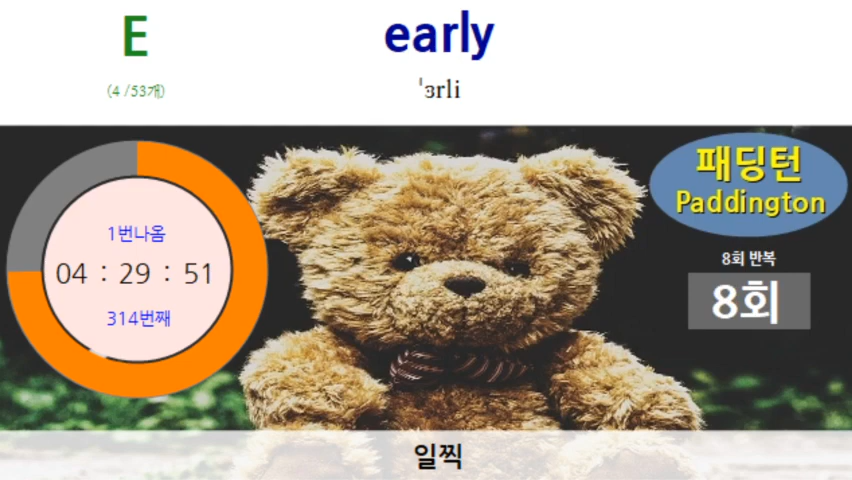 E
early
(4 /53개)
ˈɜrli
패딩턴
Paddington
1번나옴
04 : 29 : 51
314번째
8회 반복
8회
일찍